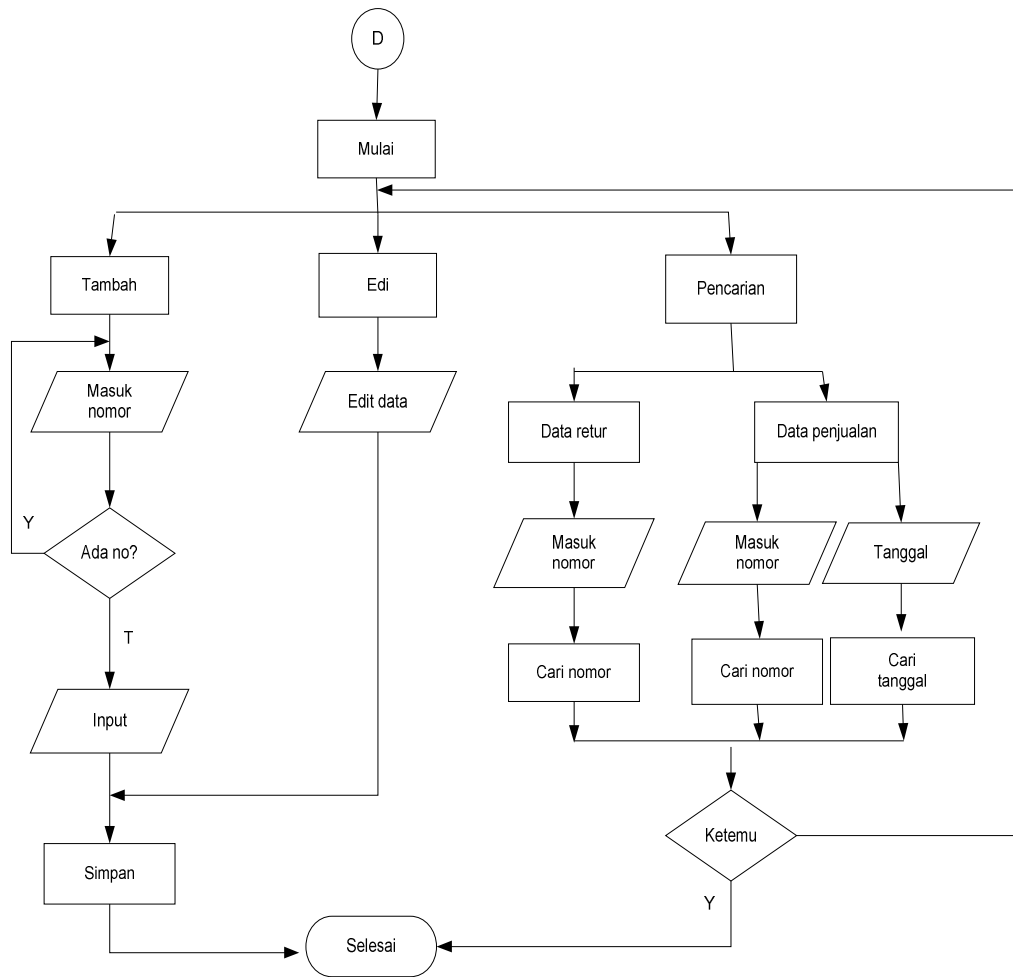 D
Mulai
Tambah
Edi
Pencarian
Masuk
nomor
Edit data
Data retur
Data penjualan
Y
Ada no?
Masuk
nomor
Masuk
nomor
Tanggal
T
Cari nomor
Cari nomor
Cari
tanggal
Input
Ketemu
Simpan
Y
Selesai